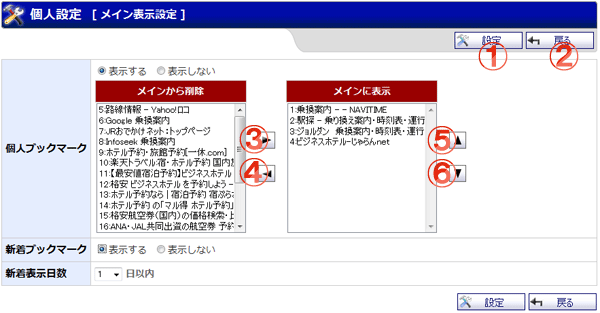 個人設定 [ メイン表示設定 ]
設定 戻る
① ②
個人ブックマーク
表示する 表示しない
メインから削除
5:路線情報 - Yahoo!ロコ
6:Google 乗換案内
7:JRおでかけネット:トップページ
8:Infoseek 乗換案内
9:ホテル予約・旅館予約[一休.com]
10:楽天トラベル:宿・ホテル予約 国内旅
11:【最安値宿泊予約】ビジネスホテル
12:格安 ビジネスホテル を予約しよう -
13:ホテル予約なら | 宿泊予約 宿ぷら
14:ホテル予約 の「マル得 ホテル予約」
15:格安航空券(国内)の価格検索・比
16:ANA・JAL共同出資の航空券 予約
③
④
メインに表示
1:乗換案内 - - NAVITIME
2:駅探 - 乗り換え案内・時刻表・運行
3:ジョルダン 乗換案内・時刻表・運行
4:ビジネスホテル-じゃらんnet
⑤
⑥
新着ブックマーク 表示する 表示しない
新着表示日数 1 日以内
設定 戻る